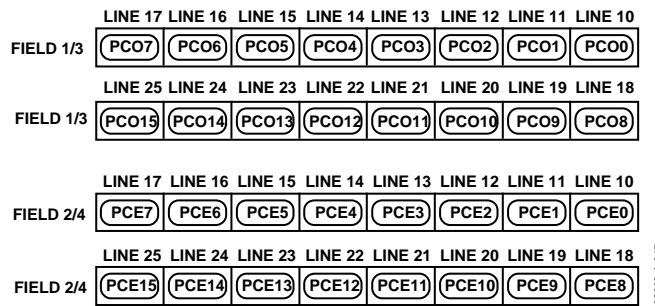 LINE 17 LINE 16 LINE 15 LINE 14 LINE 13 LINE 12 LINE 11 LINE 10
FIELD 1/3 PCO7 PCO6 PCO5 PCO4 PCO3 PCO2 PCO1 PCO0
LINE 25 LINE 24 LINE 23 LINE 22 LINE 21 LINE 20 LINE 19 LINE 18
FIELD 1/3 PCO15 PCO14 PCO13 PCO12 PCO11 PCO10 PCO9 PCO8
LINE 17 LINE 16 LINE 15 LINE 14 LINE 13 LINE 12 LINE 11 LINE 10
FIELD 2/4 PCE7 PCE6 PCE5 PCE4 PCE3 PCE2 PCE1 PCE0
LINE 25 LINE 24 LINE 23 LINE 22 LINE 21 LINE 20 LINE 19 LINE 18
FIELD 2/4 PCE15 PCE14 PCE13 PCE12 PCE11 PCE10 PCE9 PCE8